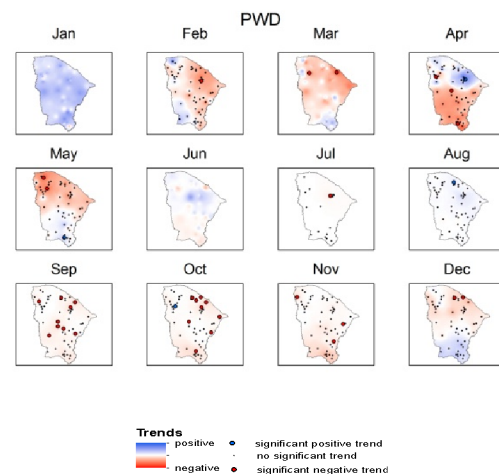 PWD
Jan Feb Mar Apr
May Jun Jul Aug
Sep Oct Nov Dec
Trends
positive significant positive trend
no significant trend
negative significant negative trend